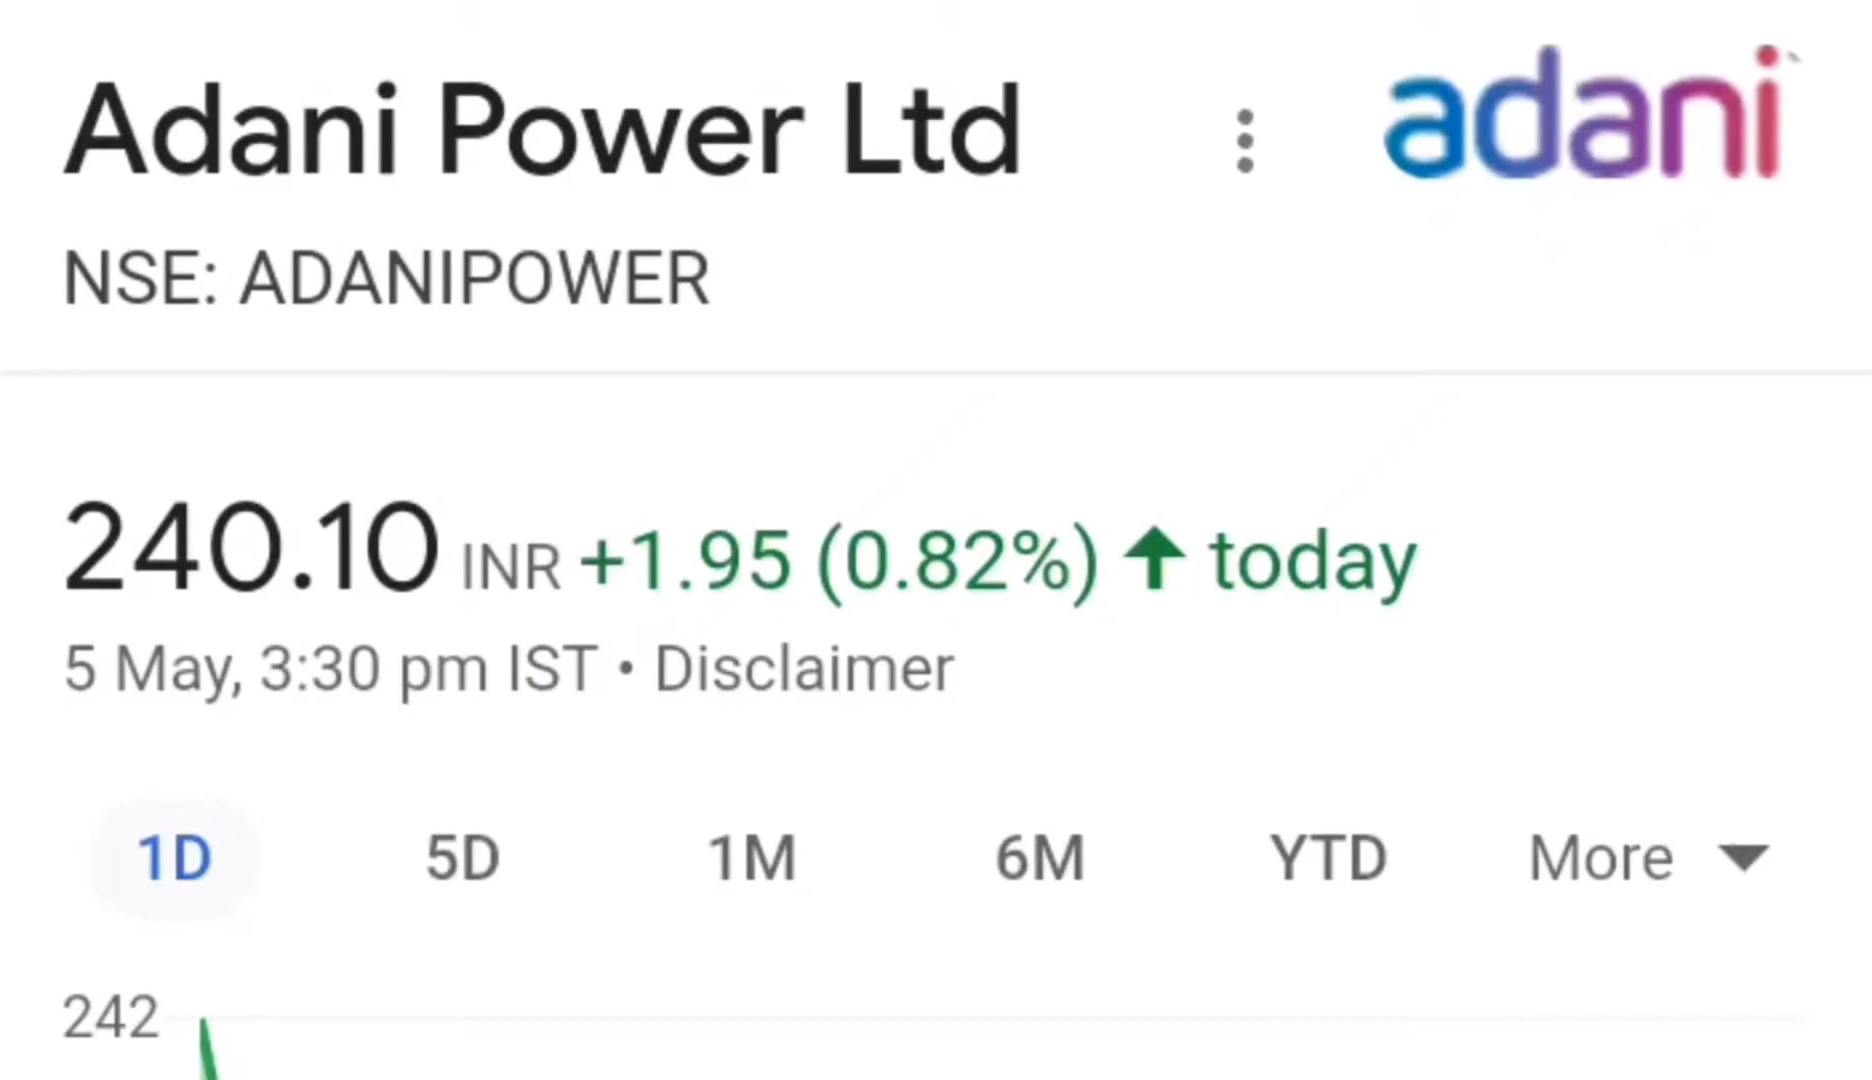 Adani Power Ltd
adani
NSE: ADANIPOWER
240.10 INR +1.95 (0.82%) ↑ today
5 May, 3:30 pm IST • Disclaimer
1D 5D 1M 6M YTD More
242